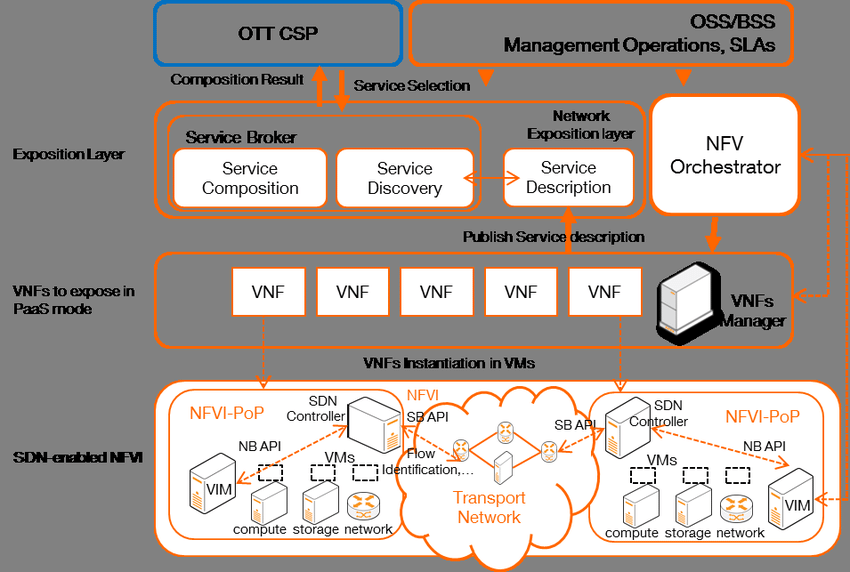 OTT CSP
OSS/BSS
Management Operations, SLAs
Composition Result
Service Selection
Exposition Layer
Service Broker
Network
Exposition layer
Service
Composition
Service
Discovery
Service
Description
NFV
Orchestrator
Publish Service description
VNFs to expose in
PaaS mode
VNF
VNF
VNF
VNF
VNF
VNFs
Manager
VNFs Instantiation in VMs
SDN-enabled NFVI
NFVI-PoP
SDN
Controller
NFVI
SB API
NB API
Flow
Identification,...
VIM
VMs
compute
storage
network
Transport
Network
SB API
SDN
Controller
NFVI-PoP
NB API
VMs
VIM
compute
storage
network